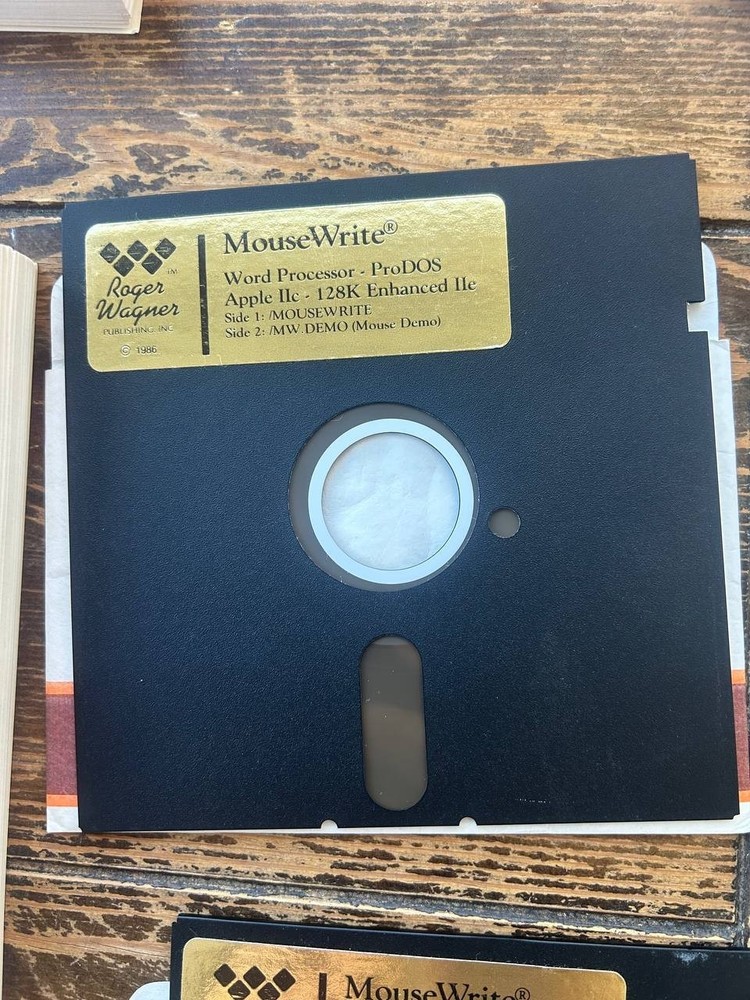 MouseWrite®
Word Processor - ProDOS
Apple IIc - 128K Enhanced IIe
Side 1: /MOUSEWRITE
Side 2: /MW.DEMO (Mouse Demo)
TM
Roger
Wagner
PUBLISHING, INC.
© 1986
MouseWrite®